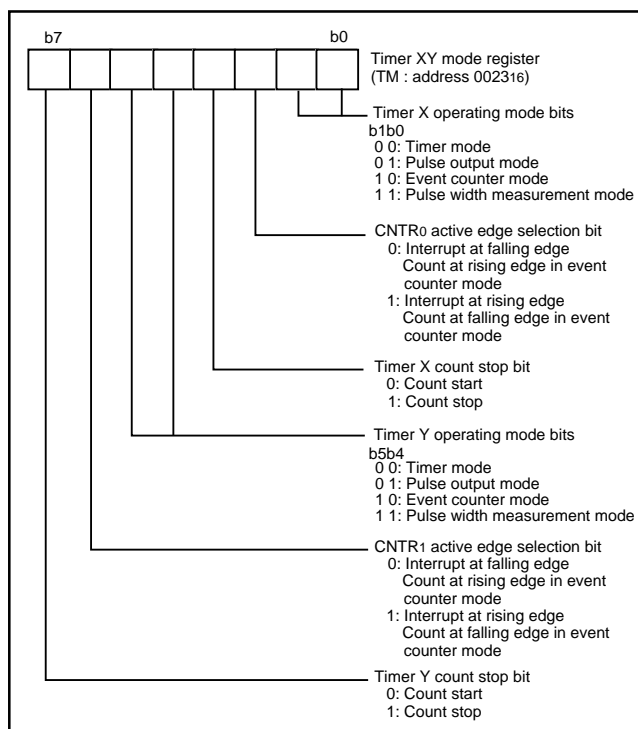 b7 b0
Timer XY mode register
(TM : address 002316)
Timer X operating mode bits
b1b0
0 0: Timer mode
0 1: Pulse output mode
1 0: Event counter mode
1 1: Pulse width measurement mode
CNTR0 active edge selection bit
0: Interrupt at falling edge
Count at rising edge in event
counter mode
1: Interrupt at rising edge
Count at falling edge in event
counter mode
Timer X count stop bit
0: Count start
1: Count stop
Timer Y operating mode bits
b5b4
0 0: Timer mode
0 1: Pulse output mode
1 0: Event counter mode
1 1: Pulse width measurement mode
CNTR1 active edge selection bit
0: Interrupt at falling edge
Count at rising edge in event
counter mode
1: Interrupt at rising edge
Count at falling edge in event
counter mode
Timer Y count stop bit
0: Count start
1: Count stop